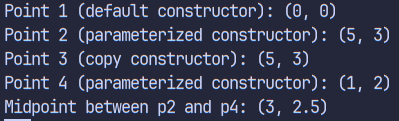 Point 1 (default constructor): (0, 0)
Point 2 (parameterized constructor): (5, 3)
Point 3 (copy constructor): (5, 3)
Point 4 (parameterized constructor): (1, 2)
Midpoint between p2 and p4: (3, 2.5)